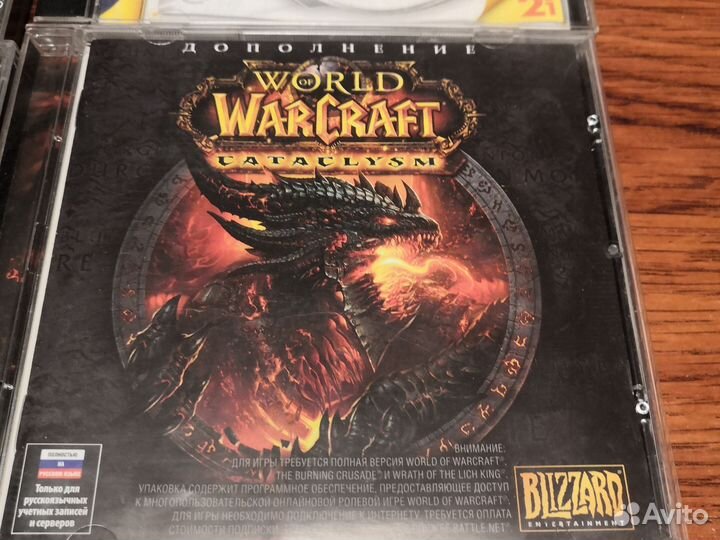 2в1
ДОПОЛНЕНИЕ
WORLD
OF
WARCRAFT
CATACLYSM
ВНИМАНИЕ:
ДЛЯ ИГРЫ ТРЕБУЕТСЯ ПОЛНАЯ ВЕРСИЯ WORLD OF WARCRAFT®,
THE BURNING CRUSADE® И WRATH OF THE LICH KING®.
УПАКОВКА СОДЕРЖИТ ПРОГРАММНОЕ ОБЕСПЕЧЕНИЕ, ПРЕДОСТАВЛЯЮЩЕЕ ДОСТУП
К МНОГОПОЛЬЗОВАТЕЛЬСКОЙ ОНЛАЙНОВОЙ РОЛЕВОЙ ИГРЕ WORLD OF WARCRAFT®.
ДЛЯ ИГРЫ НЕОБХОДИМО ПОДКЛЮЧЕНИЕ К ИНТЕРНЕТУ. ТРЕБУЕТСЯ ОПЛАТА
СТОИМОСТИ ПОДПИСКИ BATTLE.NET®
ПОЛНОСТЬЮ
НА
РУССКОМ ЯЗЫКЕ
Только для
русскоязычных
учетных записей
и серверов
BLIZZARD
ENTERTAINMENT
Avito